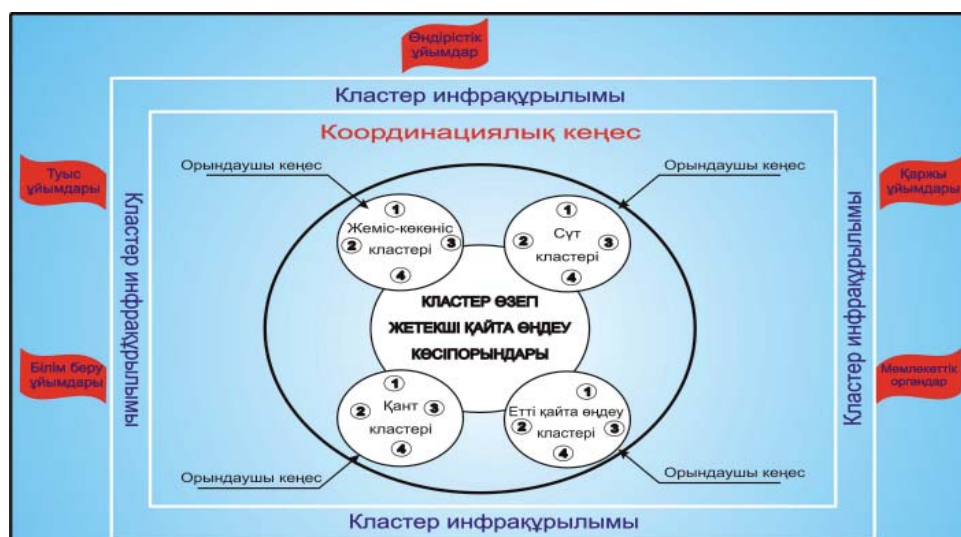 Өндірістік
ұйымдар
Кластер инфрақұрылымы
Координациялық кеңес
Орындаушы кеңес
Орындаушы кеңес
Туыс
ұйымдары
Қаржы
ұйымдары
Кластер инфрақұрылымы
Кластер инфрақұрылымы
1
Жеміс-көкөніс
2 3
кластері
4
1
Сүт
2 3
кластері
4
КЛАСТЕР ӨЗЕГІ
ЖЕТЕКШІ ҚАЙТА ӨҢДЕУ
КӘСІПОРЫНДАРЫ
Білім беру
ұйымдары
Мемлекеттік
органдар
1
2 Қант 3
кластері
4
1
Етті қайта өңдеу
2 3
кластері
4
Орындаушы кеңес
Орындаушы кеңес
Кластер инфрақұрылымы